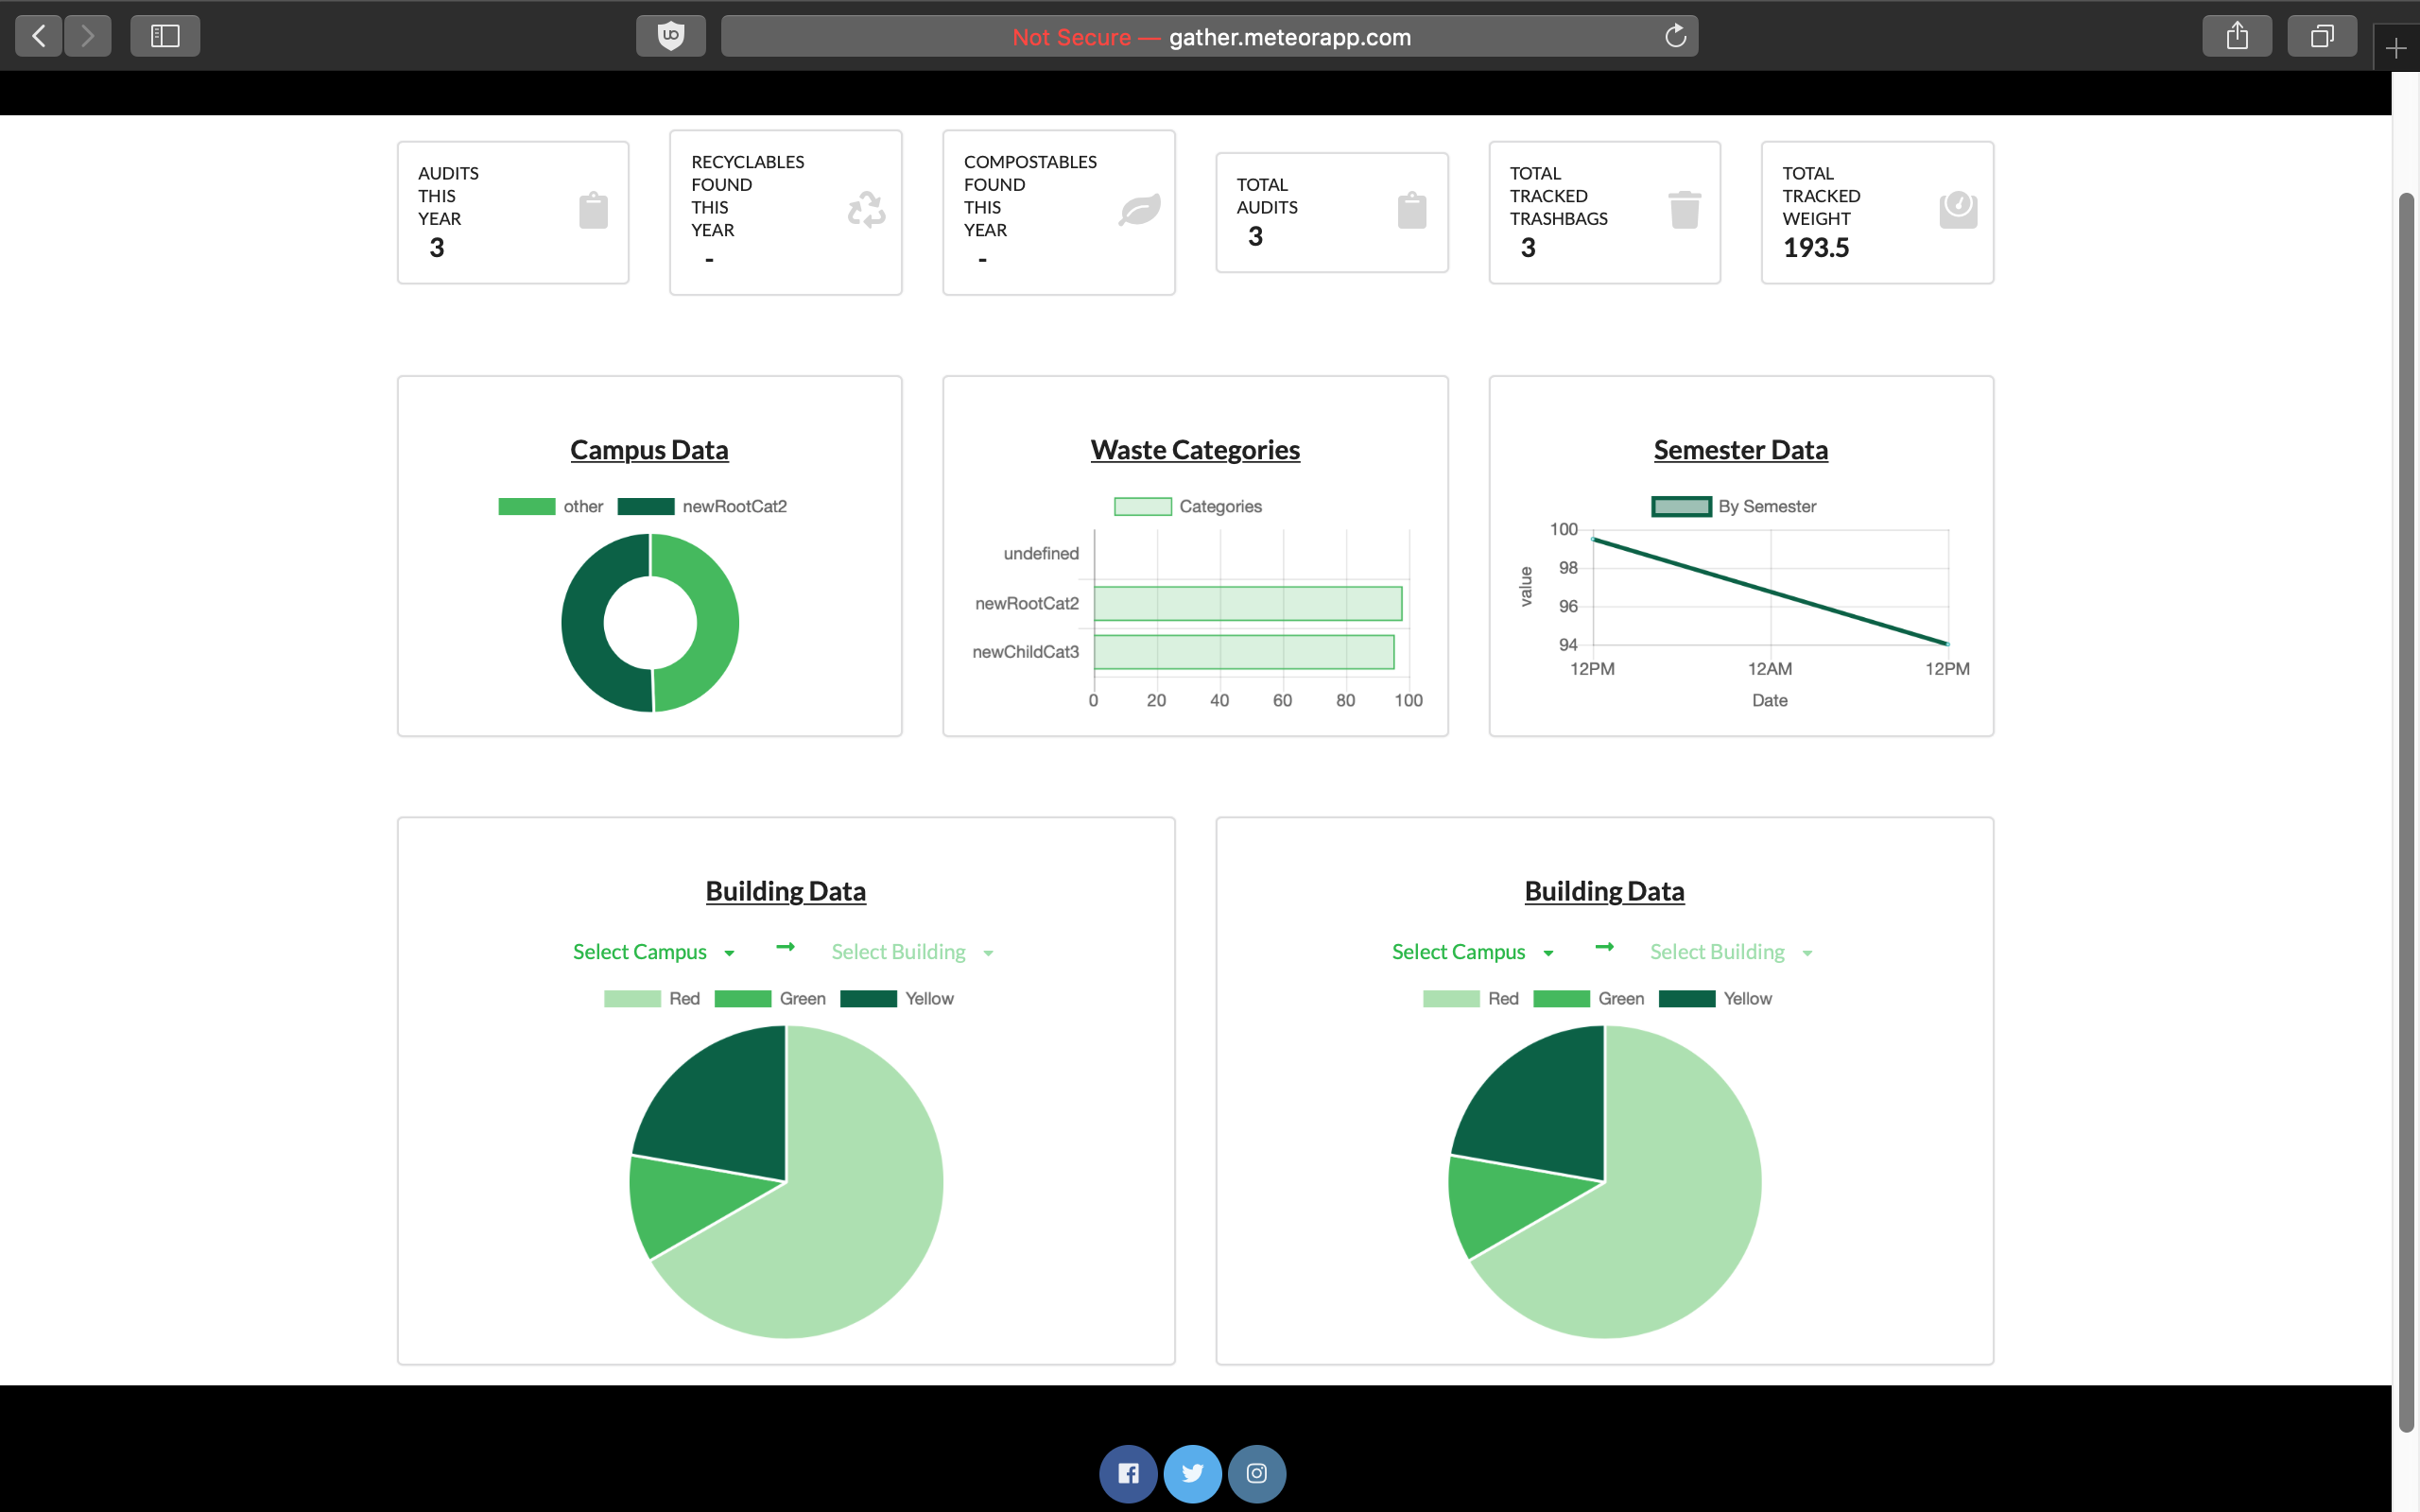 Not Secure — gather.meteorapp.com
AUDITS
THIS
YEAR
3
RECYCLABLES
FOUND
THIS
YEAR
-
COMPOSTABLES
FOUND
THIS
YEAR
-
TOTAL
AUDITS
3
TOTAL
TRACKED
TRASHBAGS
3
TOTAL
TRACKED
WEIGHT
193.5
Campus Data
other newRootCat2
Waste Categories
Categories
undefined
newRootCat2
newChildCat3
0 20 40 60 80 100
Semester Data
By Semester
100
98
96
94
value
12PM 12AM 12PM
Date
Building Data
Select Campus Select Building
Red Green Yellow
Building Data
Select Campus Select Building
Red Green Yellow